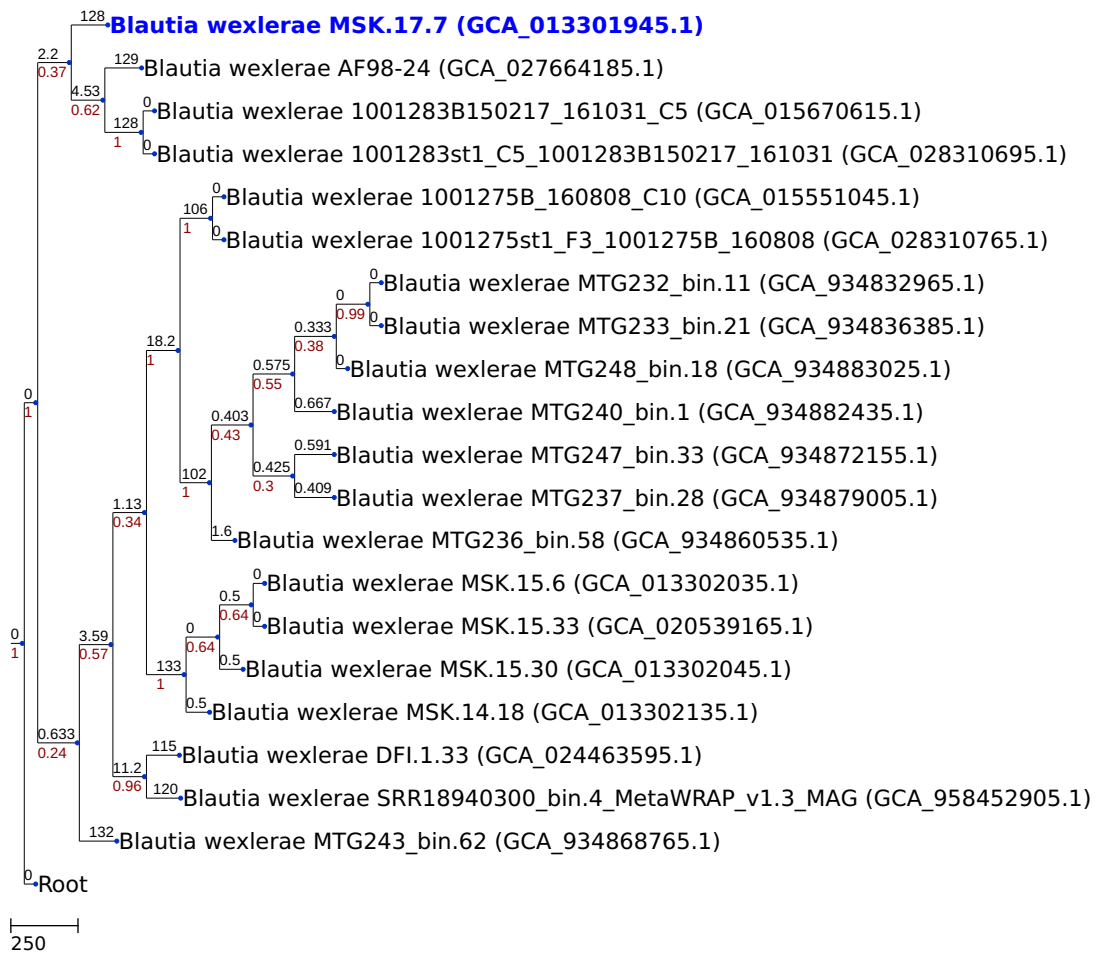 128
Blautia wexlerae MSK.17.7 (GCA_013301945.1)
2.2
0.37
129
Blautia wexlerae AF98-24 (GCA_027664185.1)
4.53
0.62
0
Blautia wexlerae 1001283B150217_161031_C5 (GCA_015670615.1)
128
1
0
Blautia wexlerae 1001283st1_C5_1001283B150217_161031 (GCA_028310695.1)
0
Blautia wexlerae 1001275B_160808_C10 (GCA_015551045.1)
106
1
0
Blautia wexlerae 1001275st1_F3_1001275B_160808 (GCA_028310765.1)
0
Blautia wexlerae MTG232_bin.11 (GCA_934832965.1)
0
0.99
0
Blautia wexlerae MTG233_bin.21 (GCA_934836385.1)
0.333
0.38
18.2
1
0
Blautia wexlerae MTG248_bin.18 (GCA_934883025.1)
0.575
0.55
0
1
0.667
Blautia wexlerae MTG240_bin.1 (GCA_934882435.1)
0.403
0.43
0.591
Blautia wexlerae MTG247_bin.33 (GCA_934872155.1)
102
1
0.425
0.3
0.409
Blautia wexlerae MTG237_bin.28 (GCA_934879005.1)
1.13
0.34
1.6
Blautia wexlerae MTG236_bin.58 (GCA_934860535.1)
0
Blautia wexlerae MSK.15.6 (GCA_013302035.1)
0.5
0.64
0
Blautia wexlerae MSK.15.33 (GCA_020539165.1)
0
1
3.59
0.57
0
0.64
0.5
Blautia wexlerae MSK.15.30 (GCA_013302045.1)
133
1
0.5
Blautia wexlerae MSK.14.18 (GCA_013302135.1)
0.633
0.24
115
Blautia wexlerae DFI.1.33 (GCA_024463595.1)
11.2
0.96
120
Blautia wexlerae SRR18940300_bin.4_MetaWRAP_v1.3_MAG (GCA_958452905.1)
132
Blautia wexlerae MTG243_bin.62 (GCA_934868765.1)
0
Root
250